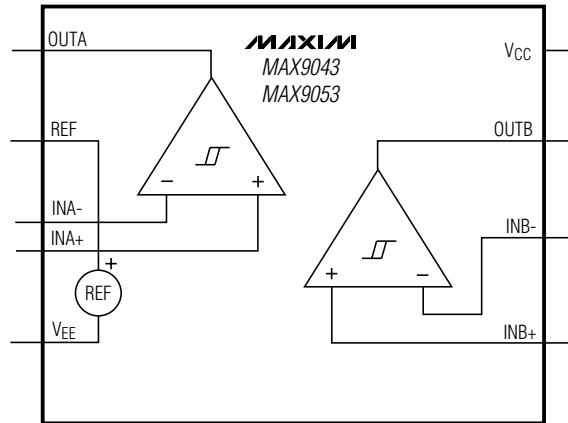 OUTA
MAXIM
MAX9043
MAX9053
VCC
REF
OUTB
− +
INA-
INA+
INB-
+
REF
+ −
VEE
INB+